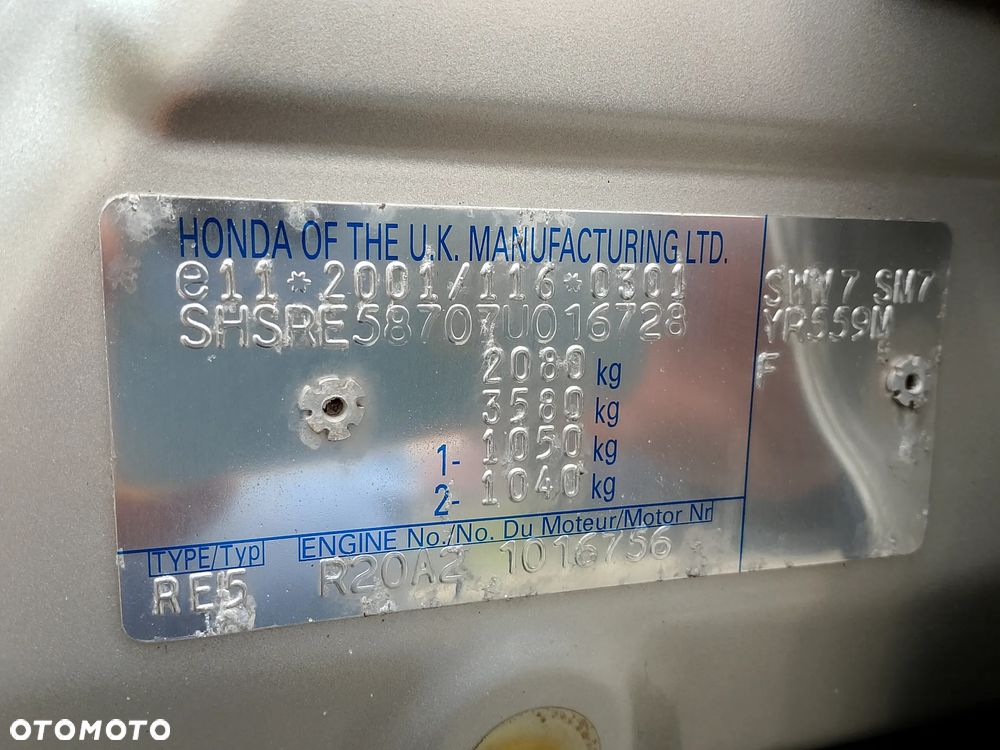 HONDA OF THE U.K. MANUFACTURING LTD.
e11*2001/116*0301
SHSRE58707U016728
2080 kg
3580 kg
1- 1050 kg
2- 1040 kg
TYPE/Typ ENGINE No./No. Du Moteur/Motor Nr
RE5 R20A2 1016756
SWW7 SM7
YR559M
F
OTOMOTO